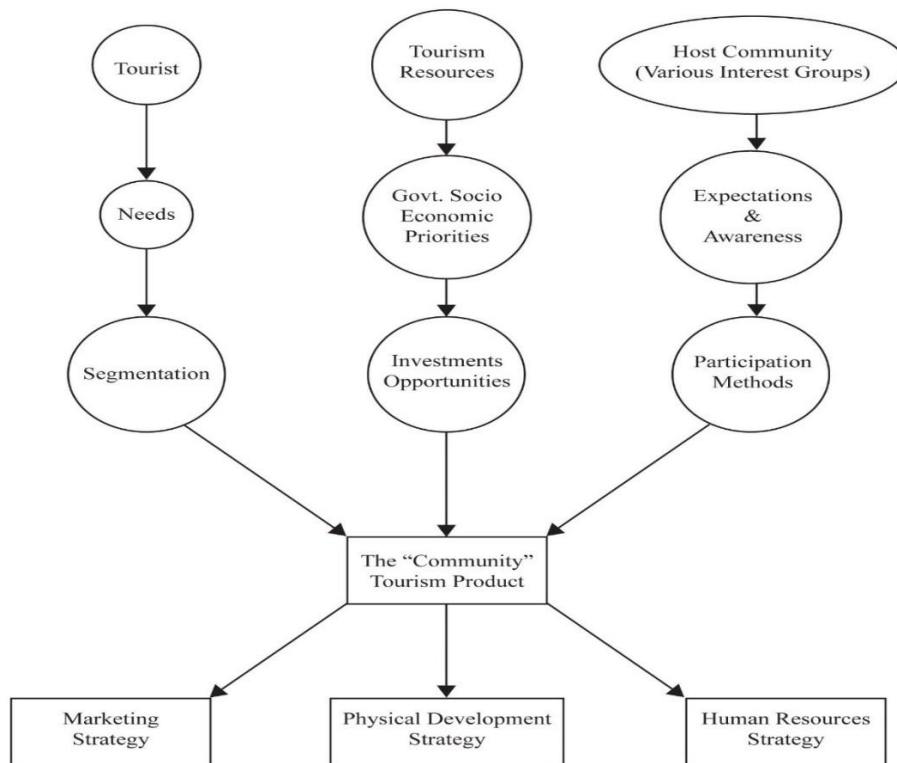 Tourist
Tourism
Resources
Host Community
(Various Interest Groups)
Needs
Govt. Socio
Economic
Priorities
Expectations
&
Awareness
Segmentation
Investments
Opportunities
Participation
Methods
The “Community”
Tourism Product
Marketing
Strategy
Physical Development
Strategy
Human Resources
Strategy